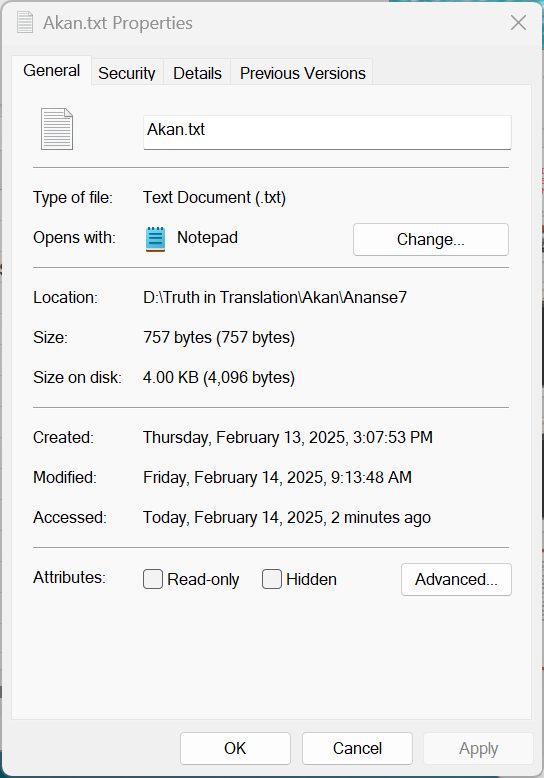 Akan.txt Properties
General Security Details Previous Versions
Akan.txt
Type of file: Text Document (.txt)
Opens with: Notepad Change...
Location: D:\Truth in Translation\Akan\Ananse7
Size: 757 bytes (757 bytes)
Size on disk: 4.00 KB (4,096 bytes)
Created: Thursday, February 13, 2025, 3:07:53 PM
Modified: Friday, February 14, 2025, 9:13:48 AM
Accessed: Today, February 14, 2025, 2 minutes ago
Attributes: Read-only Hidden Advanced...
OK Cancel Apply